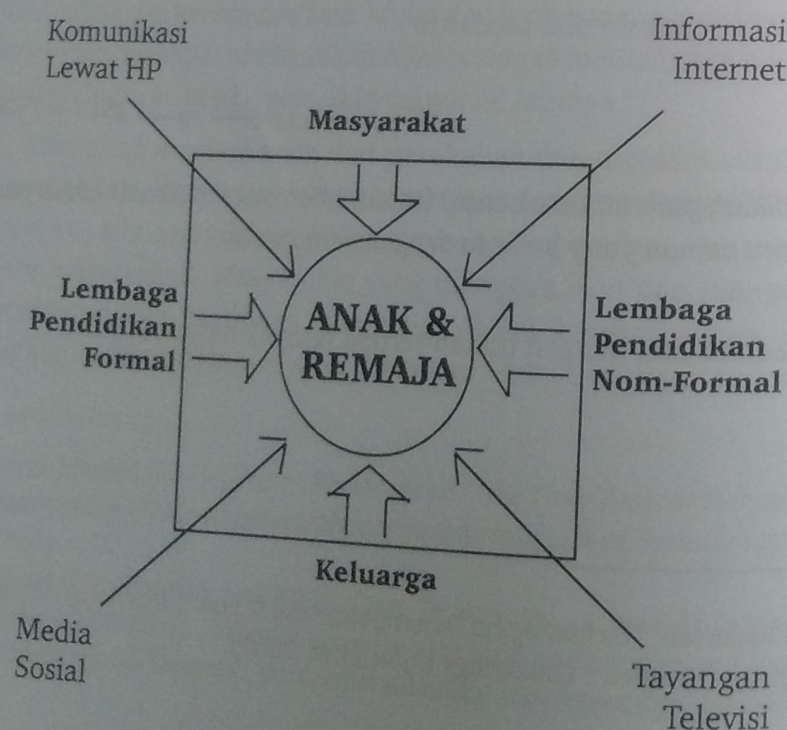 Komunikasi
Lewat HP
Informasi
Internet
Masyarakat
Lembaga
Pendidikan
Formal
ANAK &
REMAJA
Lembaga
Pendidikan
Nom-Formal
Keluarga
Media
Sosial
Tayangan
Televisi